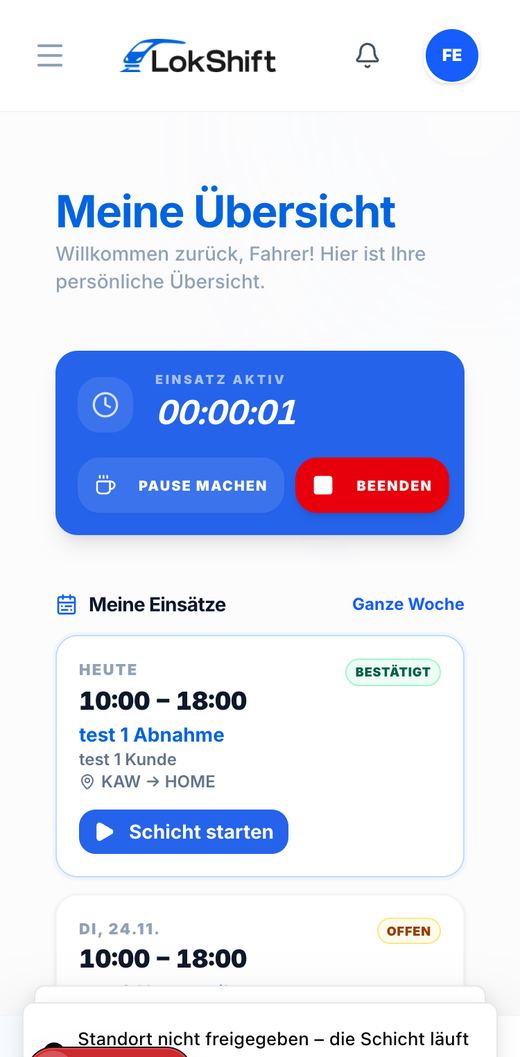 LokShift
FE
Meine Übersicht
Willkommen zurück, Fahrer! Hier ist Ihre
persönliche Übersicht.
EINSATZ AKTIV
00:00:01
PAUSE MACHEN
BEENDEN
Meine Einsätze
Ganze Woche
HEUTE
BESTÄTIGT
10:00 – 18:00
test 1 Abnahme
test 1 Kunde
KAW → HOME
Schicht starten
DI, 24.11.
OFFEN
10:00 – 18:00
Standort nicht freigegeben – die Schicht läuft